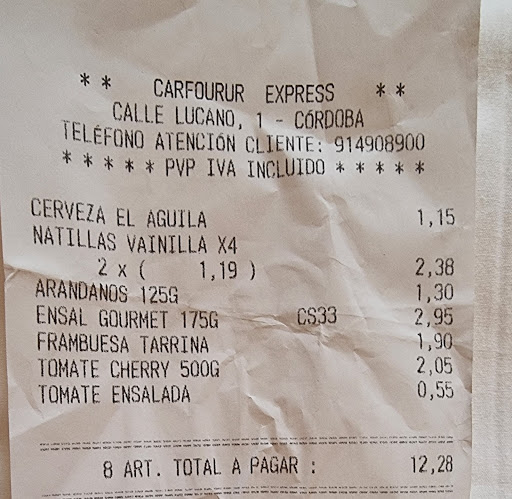 * * CARFOURUR EXPRESS * *
CALLE LUCANO, 1 - CÓRDOBA
TELÉFONO ATENCIÓN CLIENTE: 914908900
* * * * * PVP IVA INCLUIDO * * * * *
CERVEZA EL AGUILA 1,15
NATILLAS VAINILLA X4
2 x ( 1,19 ) 2,38
ARANDANOS 125G 1,30
ENSAL GOURMET 175G CS33 2,95
FRAMBUESA TARRINA 1,90
TOMATE CHERRY 500G 2,05
TOMATE ENSALADA 0,55
8 ART. TOTAL A PAGAR : 12,28